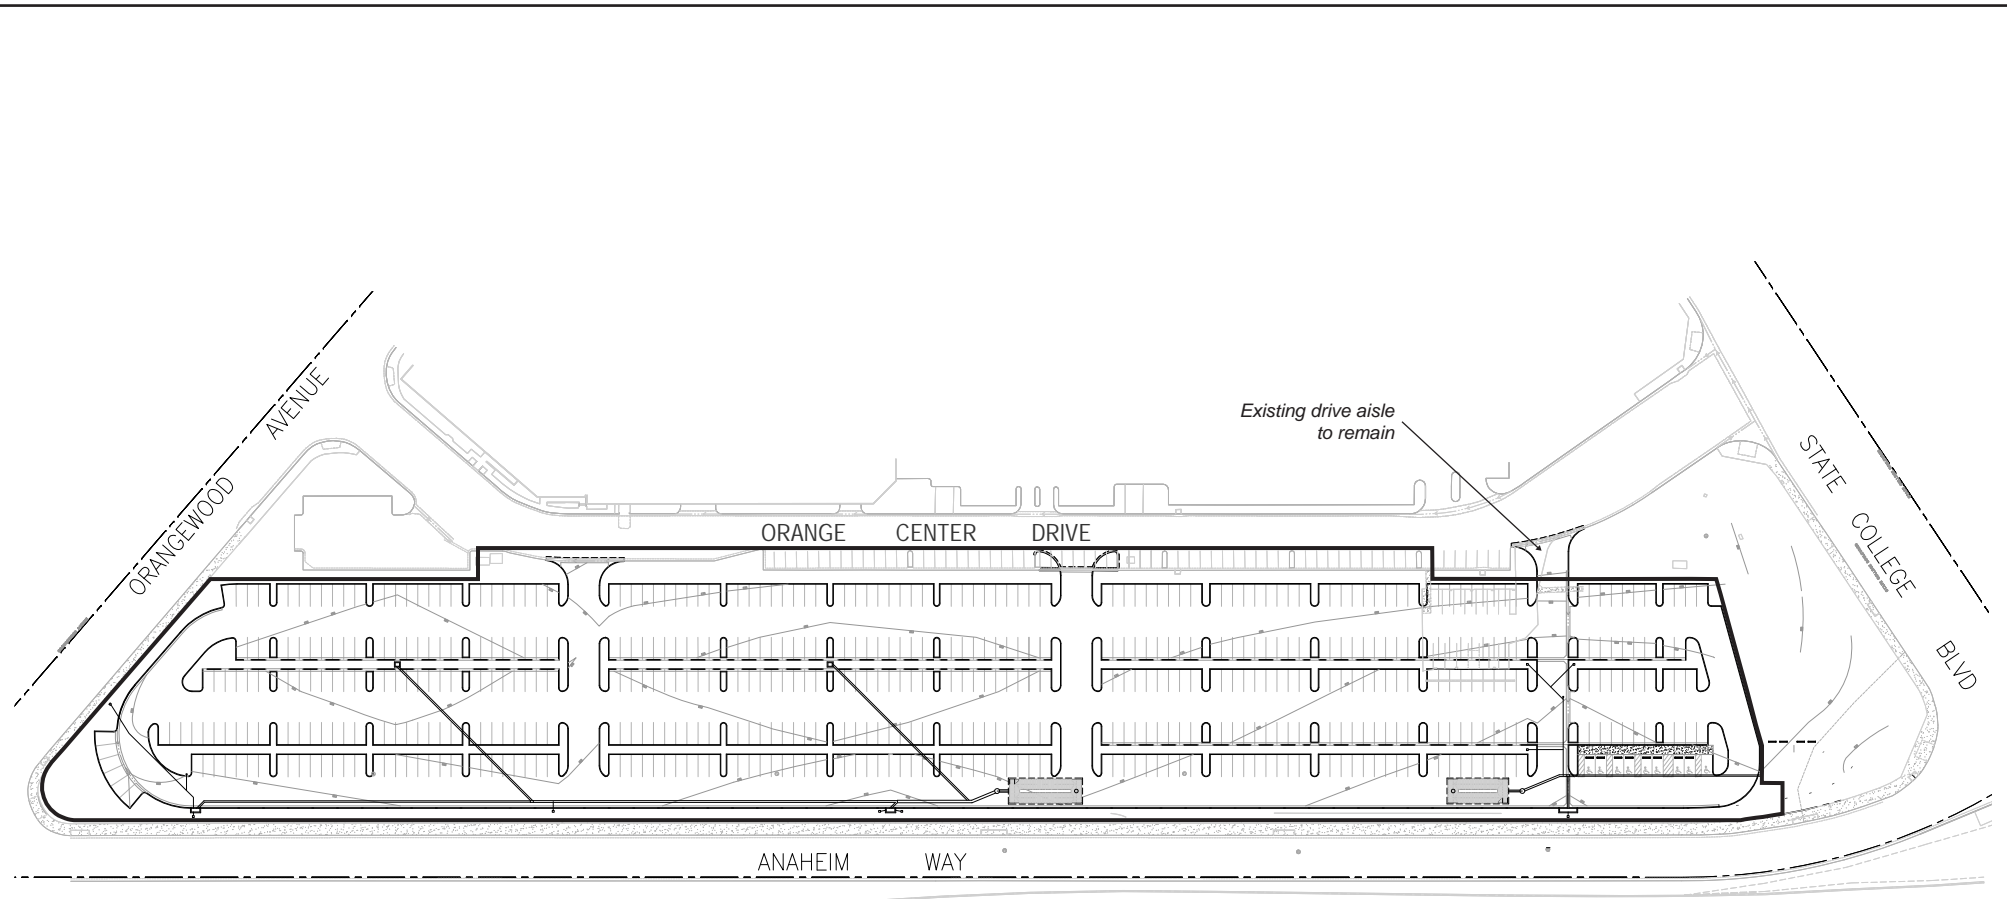 Existing drive aisle
to remain
ORANGEWOOD AVENUE
STATE COLLEGE BLVD
ORANGE CENTER DRIVE
ANAHEIM WAY